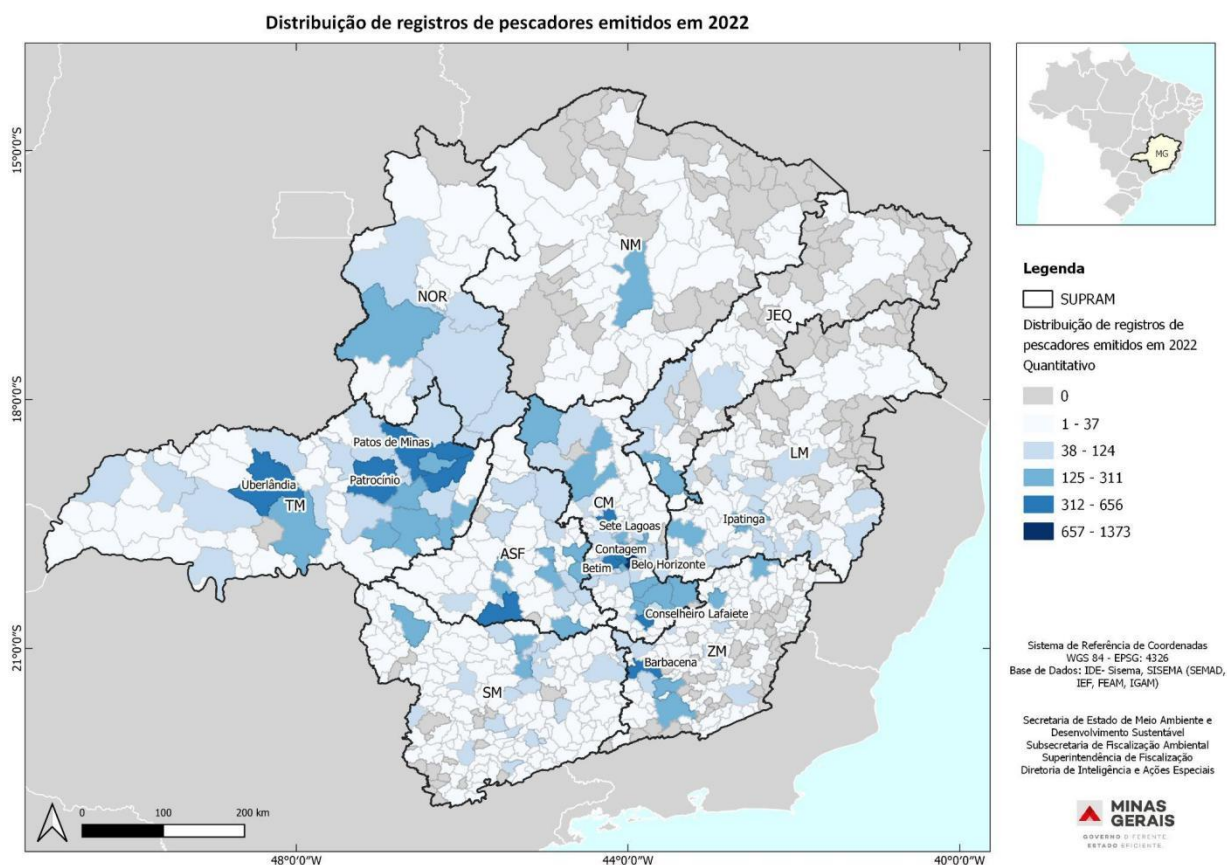 Distribuição de registros de pescadores emitidos em 2022
15°0'0"S
18°0'0"S
21°0'0"S
NM
NOR
JEQ
Patos de Minas
LM
Uberlândia
Patrocínio
TM
CM
Sete Lagoas
Ipatinga
ASF
Contagem
Betim
Belo Horizonte
Conselheiro Lafaiete
Barbacena
ZM
SM
0
100
200 km
48°0'0"W
44°0'0"W
40°0'0"W
MG
Legenda
SUPRAM
Distribuição de registros de
pescadores emitidos em 2022
Quantitativo
0
1 - 37
38 - 124
125 - 311
312 - 656
657 - 1373
Sistema de Referência de Coordenadas
WGS 84 - EPSG: 4326
Base de Dados: IDE- Sisema, SISEMA (SEMAD,
IEF, FEAM, IGAM)
Secretaria de Estado de Meio Ambiente e
Desenvolvimento Sustentável
Subsecretaria de Fiscalização Ambiental
Superintendência de Fiscalização
Diretoria de Inteligência e Ações Especiais
MINAS
GERAIS
GOVERNO DIFERENTE.
ESTADO EFICIENTE.